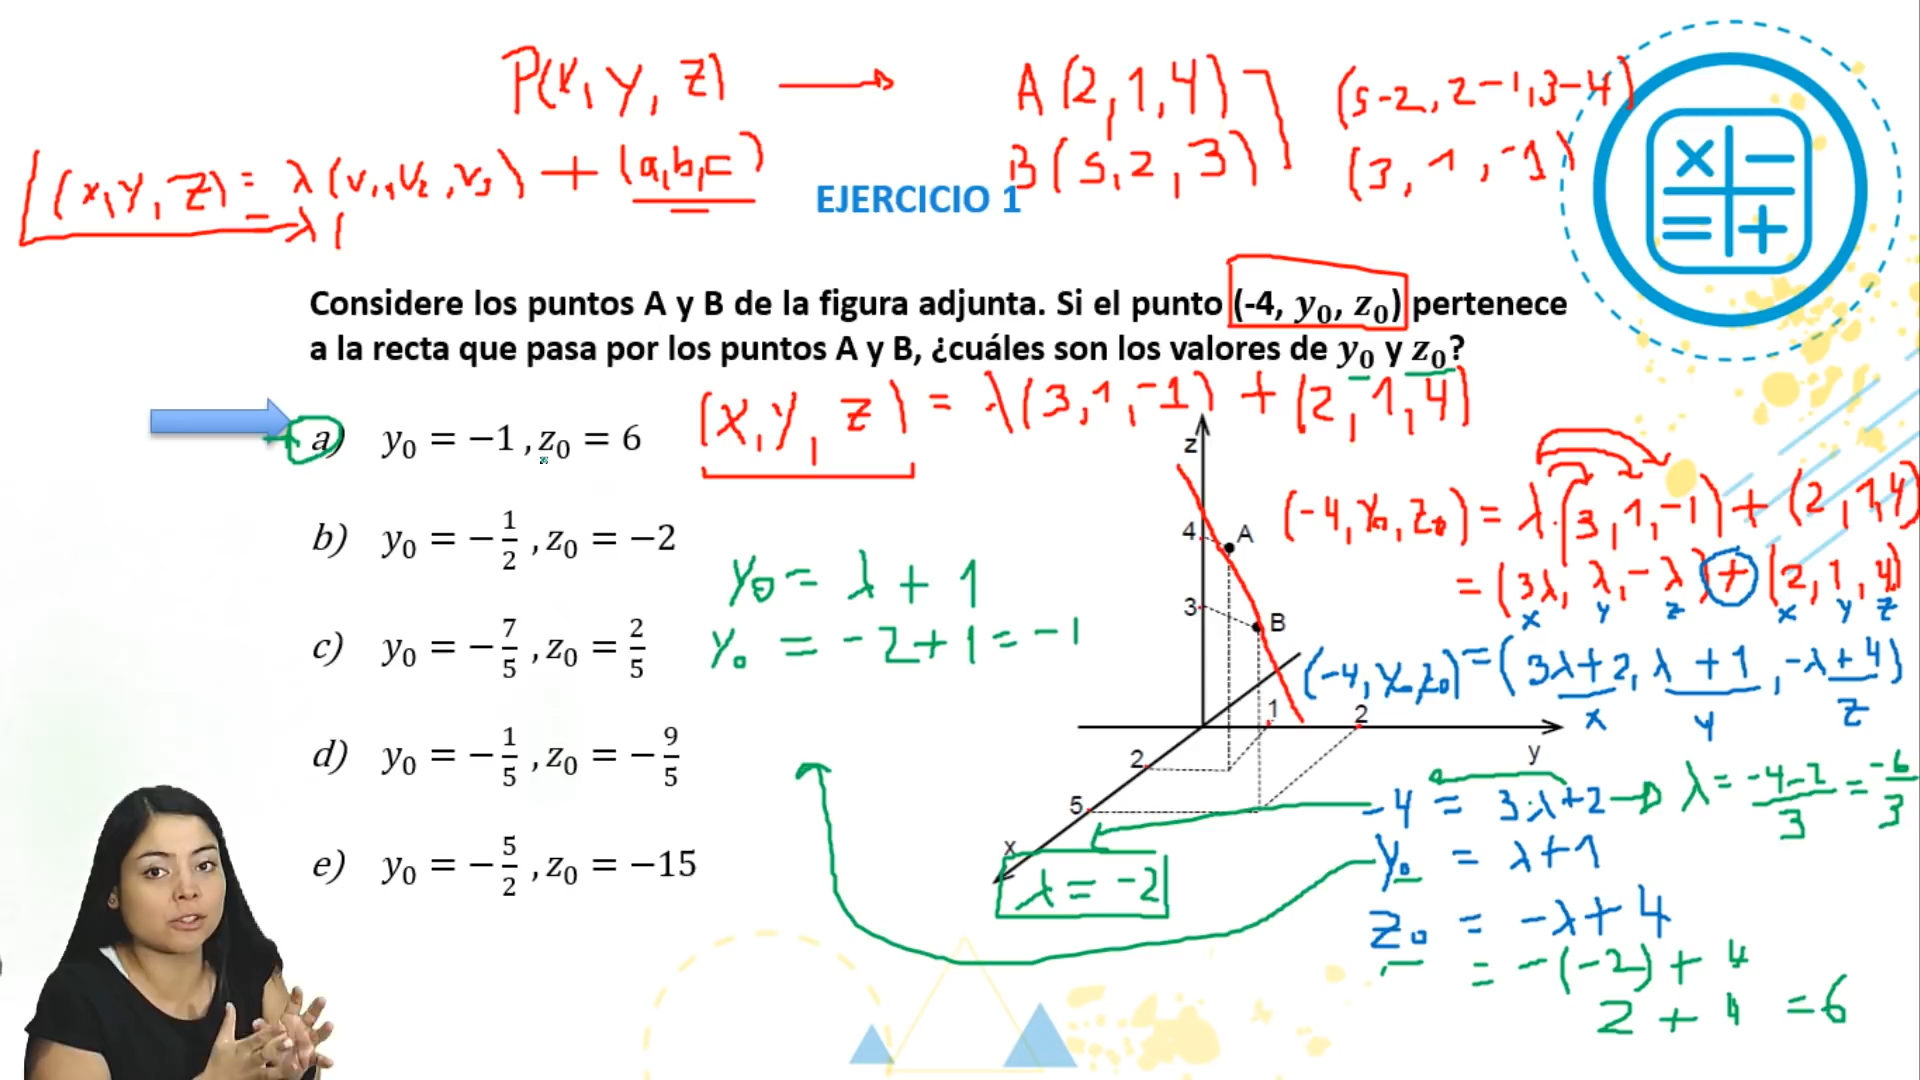 P(x, y, z) → A(2,1,4) (5-2, 2-1, 3-4)
(x, y, z) = λ(v₁, v₂, v₃) + (a, b, c) B(5, 2, 3) (3, 1, -1)
= λ(
EJERCICIO 1
Considere los puntos A y B de la figura adjunta. Si el punto (-4, y₀, z₀) pertenece
a la recta que pasa por los puntos A y B, ¿cuáles son los valores de y₀ y z₀?
(x, y, z) = λ(3, 1, -1) + (2, 1, 4)
a) y₀ = −1 , z₀ = 6
b) y₀ = −1/2 , z₀ = −2
c) y₀ = −7/5 , z₀ = 2/5
d) y₀ = −1/5 , z₀ = −9/5
e) y₀ = −5/2 , z₀ = −15
y₀ = λ + 1
y₀ = -2 + 1 = -1
z
4
A
3
B
1
2
y
2
5
x
λ = -2
(-4, y₀, z₀) = λ·(3, 1, -1) + (2, 1, 4)
= (3λ, λ, -λ) + (2, 1, 4)
x y z x y z
(-4, y₀, z₀) = (3λ+2, λ+1, -λ+4)
x y z
-4 = 3·λ+2 → λ = -4-2/3 = -6/3
y₀ = λ+1
z₀ = -λ+4
= -(-2) + 4
2 + 4 = 6
× −
= +